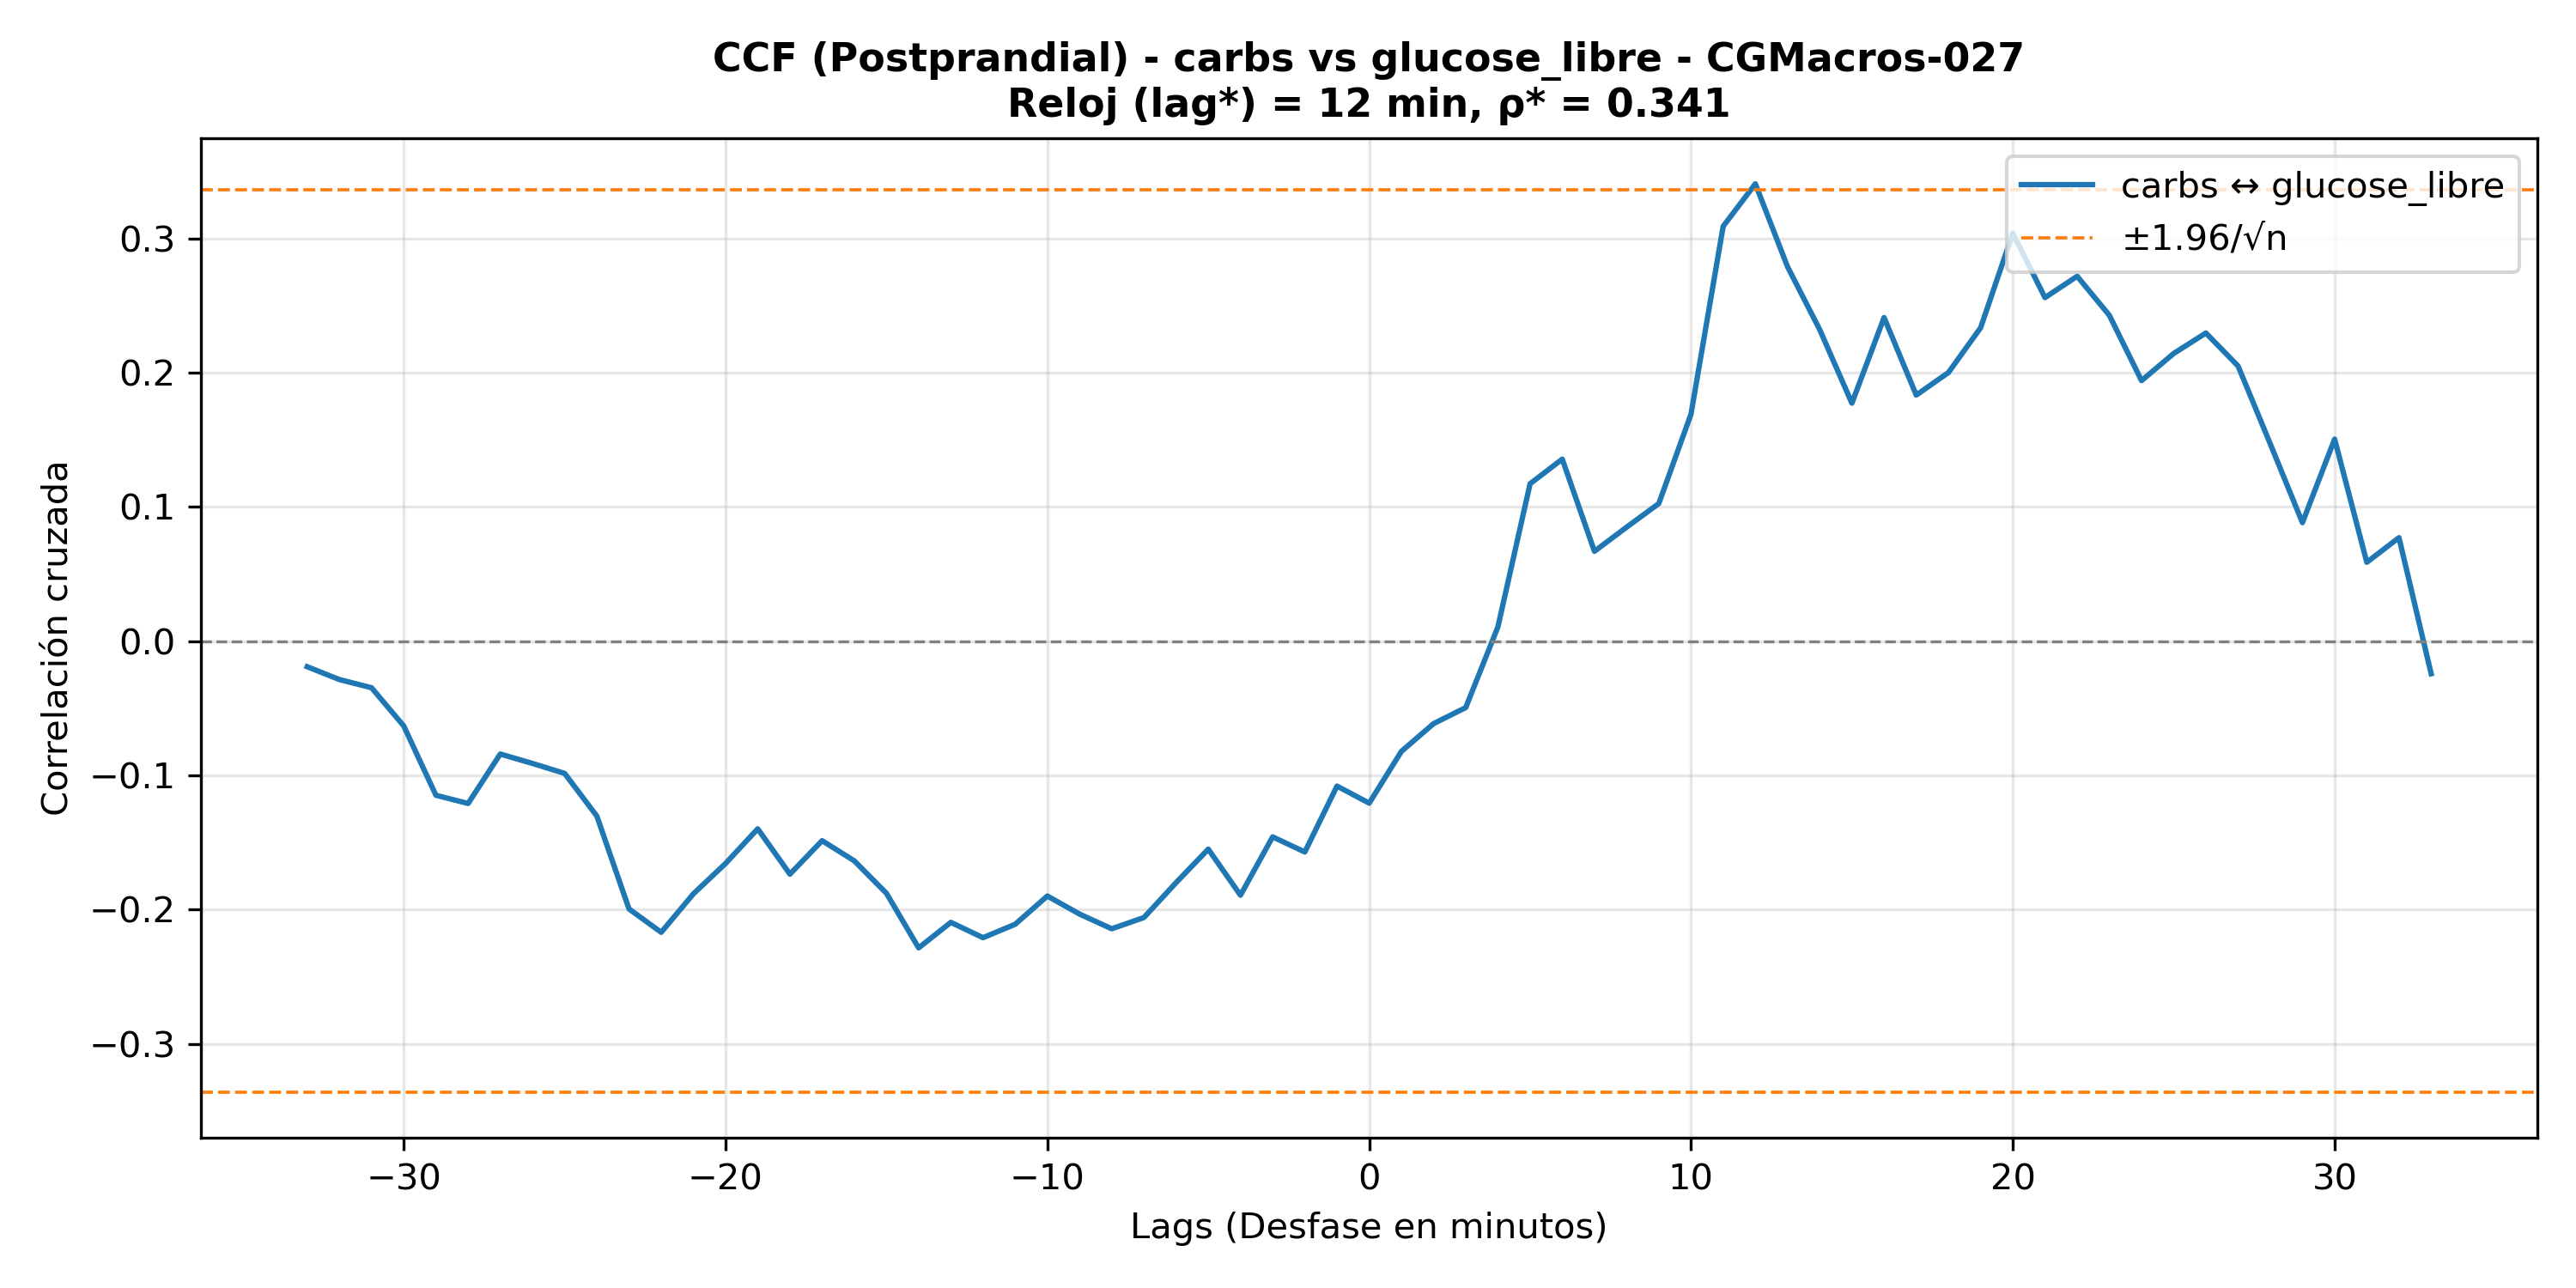 CCF (Postprandial) - carbs vs glucose_libre - CGMacros-027
Reloj (lag*) = 12 min, ρ* = 0.341
carbs ↔ glucose_libre
±1.96/√n
Correlación cruzada
0.3
0.2
0.1
0.0
−0.1
−0.2
−0.3
−30
−20
−10
0
10
20
30
Lags (Desfase en minutos)